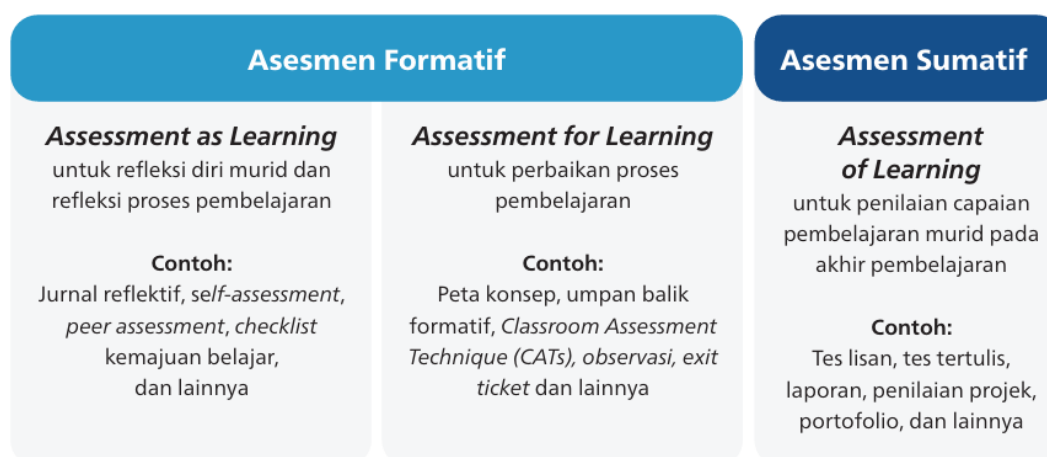 Asesmen Formatif
Assessment as Learning
untuk refleksi diri murid dan
refleksi proses pembelajaran
Contoh:
Jurnal reflektif, self-assessment,
peer assessment, checklist
kemajuan belajar,
dan lainnya
Assessment for Learning
untuk perbaikan proses
pembelajaran
Contoh:
Peta konsep, umpan balik
formatif, Classroom Assessment
Technique (CATs), observasi, exit
ticket dan lainnya
Asesmen Sumatif
Assessment
of Learning
untuk penilaian capaian
pembelajaran murid pada
akhir pembelajaran
Contoh:
Tes lisan, tes tertulis,
laporan, penilaian projek,
portofolio, dan lainnya